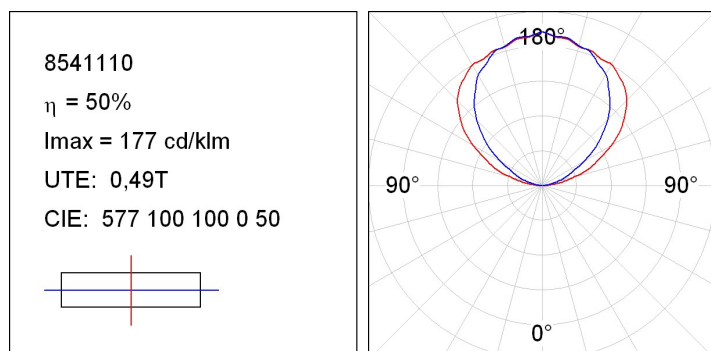 8541110
η = 50%
Imax = 177 cd/klm
UTE: 0,49T
CIE: 577 100 100 0 50
180°
90° 90°
0°